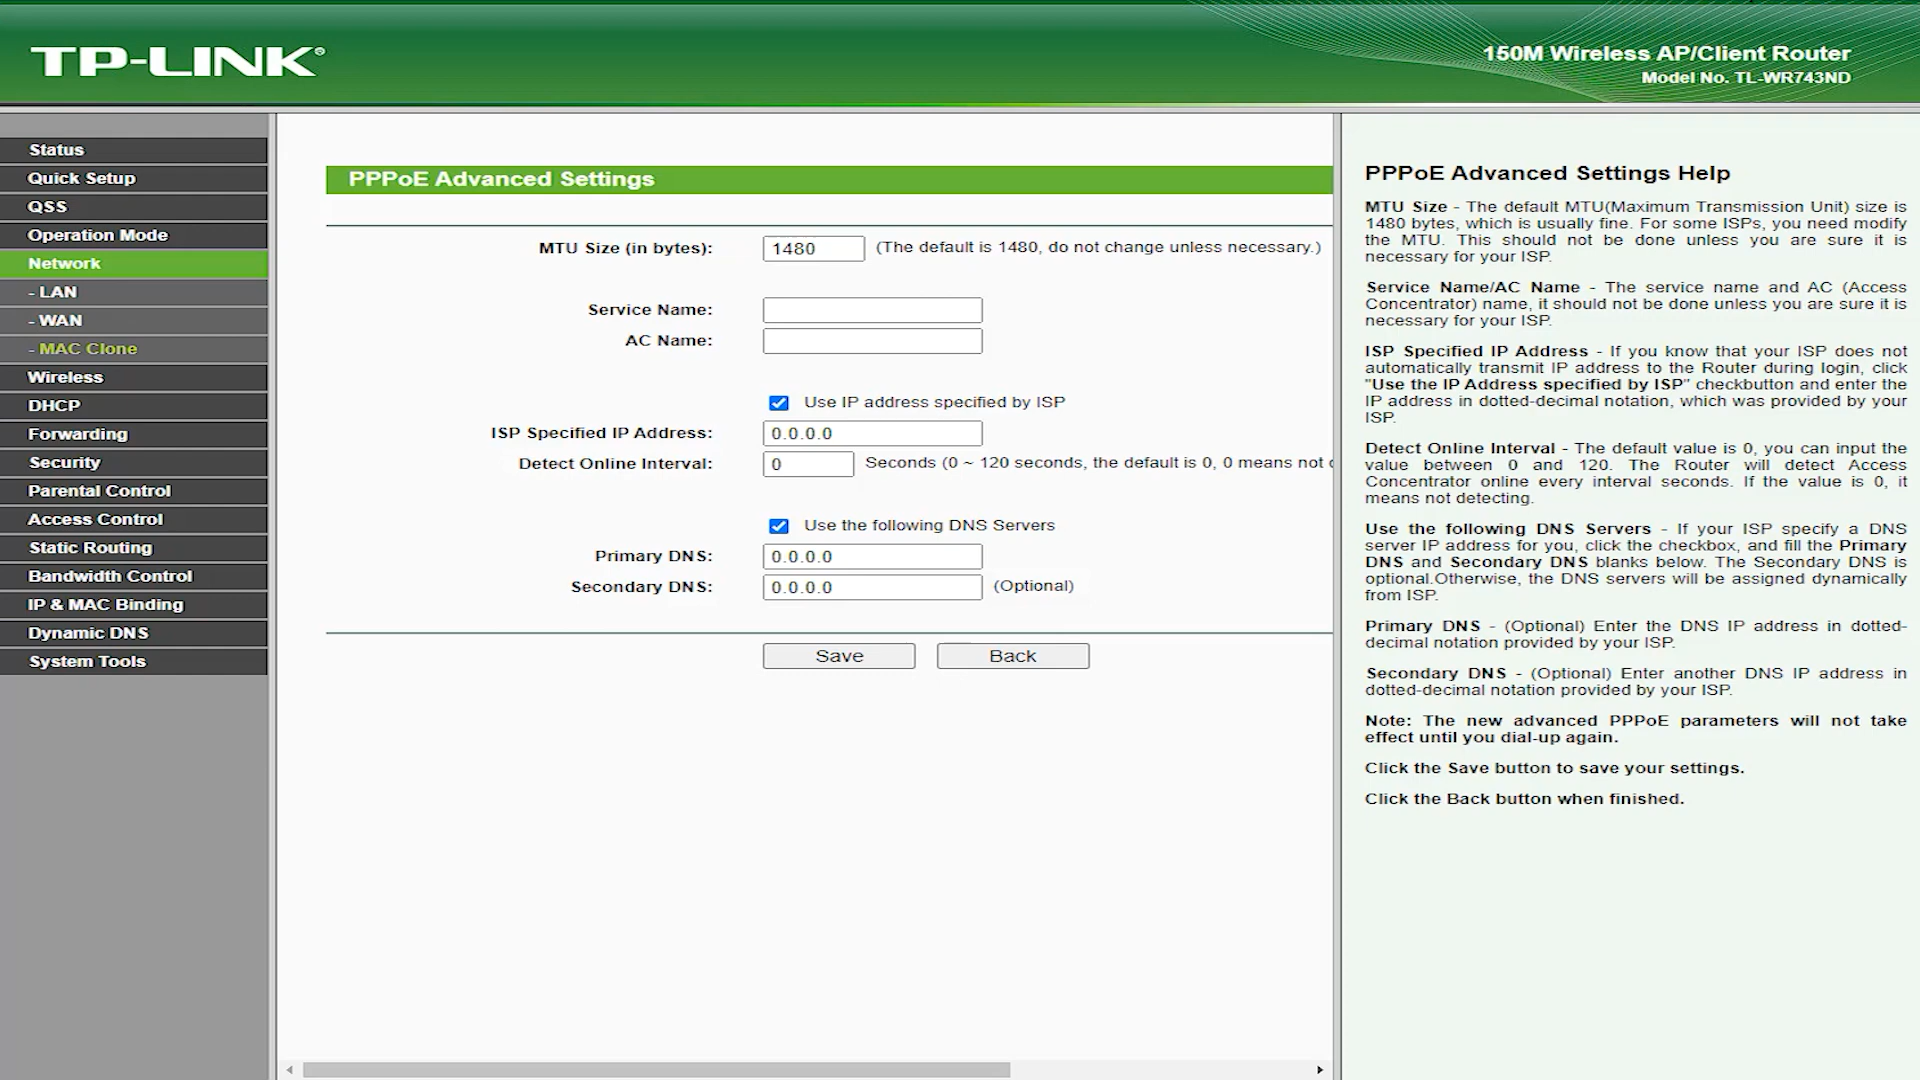 TP-LINK®
150M Wireless AP/Client Router
Model No. TL-WR743ND
Status
Quick Setup
QSS
Operation Mode
Network
- LAN
- WAN
- MAC Clone
Wireless
DHCP
Forwarding
Security
Parental Control
Access Control
Static Routing
Bandwidth Control
IP & MAC Binding
Dynamic DNS
System Tools
PPPoE Advanced Settings
MTU Size (in bytes): 1480 (The default is 1480, do not change unless necessary.)
Service Name:
AC Name:
Use IP address specified by ISP
ISP Specified IP Address: 0.0.0.0
Detect Online Interval: 0 Seconds (0 ~ 120 seconds, the default is 0, 0 means not
Use the following DNS Servers
Primary DNS: 0.0.0.0
Secondary DNS: 0.0.0.0 (Optional)
Save Back
PPPoE Advanced Settings Help
MTU Size - The default MTU(Maximum Transmission Unit) size is
1480 bytes, which is usually fine. For some ISPs, you need modify
the MTU. This should not be done unless you are sure it is
necessary for your ISP.
Service Name/AC Name - The service name and AC (Access
Concentrator) name, it should not be done unless you are sure it is
necessary for your ISP.
ISP Specified IP Address - If you know that your ISP does not
automatically transmit IP address to the Router during login, click
"Use the IP Address specified by ISP" checkbutton and enter the
IP address in dotted-decimal notation, which was provided by your
ISP.
Detect Online Interval - The default value is 0, you can input the
value between 0 and 120. The Router will detect Access
Concentrator online every interval seconds. If the value is 0, it
means not detecting.
Use the following DNS Servers - If your ISP specify a DNS
server IP address for you, click the checkbox, and fill the Primary
DNS and Secondary DNS blanks below. The Secondary DNS is
optional.Otherwise, the DNS servers will be assigned dynamically
from ISP.
Primary DNS - (Optional) Enter the DNS IP address in dotted-
decimal notation provided by your ISP.
Secondary DNS - (Optional) Enter another DNS IP address in
dotted-decimal notation provided by your ISP.
Note: The new advanced PPPoE parameters will not take
effect until you dial-up again.
Click the Save button to save your settings.
Click the Back button when finished.